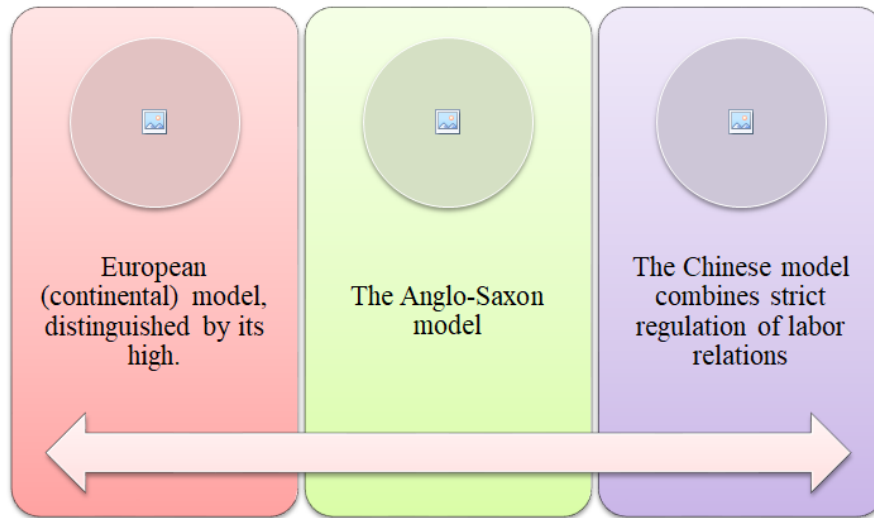 European
(continental) model,
distinguished by its
high.
The Anglo-Saxon
model
The Chinese model
combines strict
regulation of labor
relations